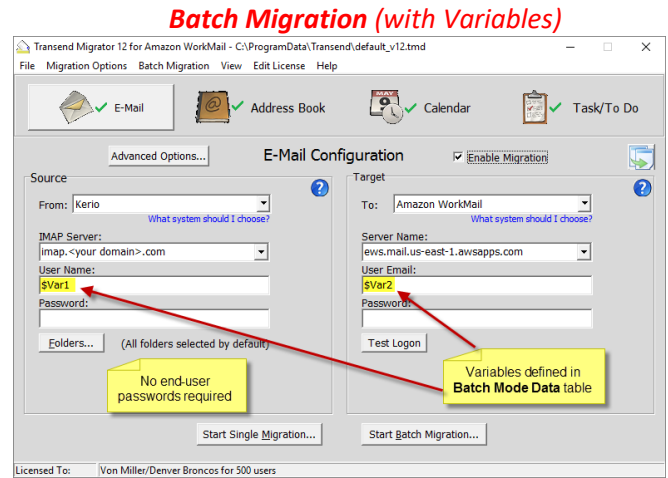 Batch Migration (with Variables)
Transend Migrator 12 for Amazon WorkMail - C:\ProgramData\Transend\default_v12.tmd
File Migration Options Batch Migration View Edit License Help
E-Mail
Address Book
MAY
Calendar
Task/To Do
Advanced Options...
E-Mail Configuration
Enable Migration
Source
From: Kerio
What system should I choose?
IMAP Server:
imap.<your domain>.com
User Name:
$Var1
Password:
Folders... (All folders selected by default)
No end-user
passwords required
Target
To: Amazon WorkMail
What system should I choose?
Server Name:
ews.mail.us-east-1.awsapps.com
User Email:
$Var2
Password:
Test Logon
Variables defined in
Batch Mode Data table
Start Single Migration...
Start Batch Migration...
Licensed To: Von Miller/Denver Broncos for 500 users